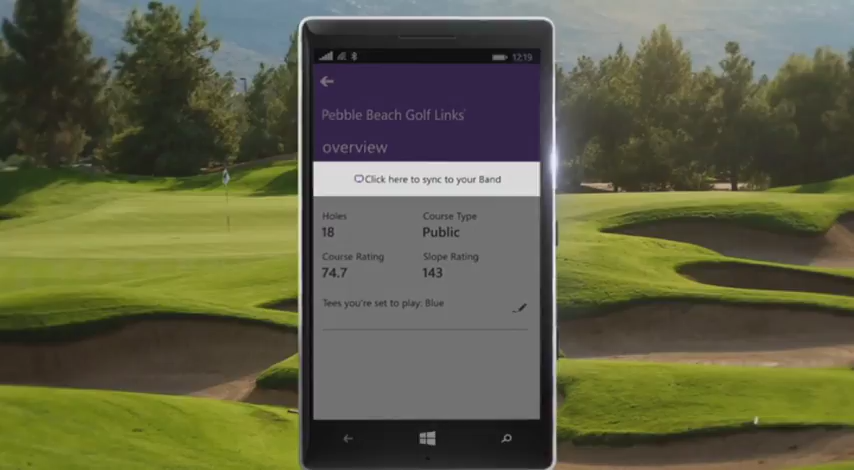 12:19
Pebble Beach Golf Links
overview
Click here to sync to your Band
Holes
18
Course Type
Public
Course Rating
74.7
Slope Rating
143
Tees you're set to play: Blue